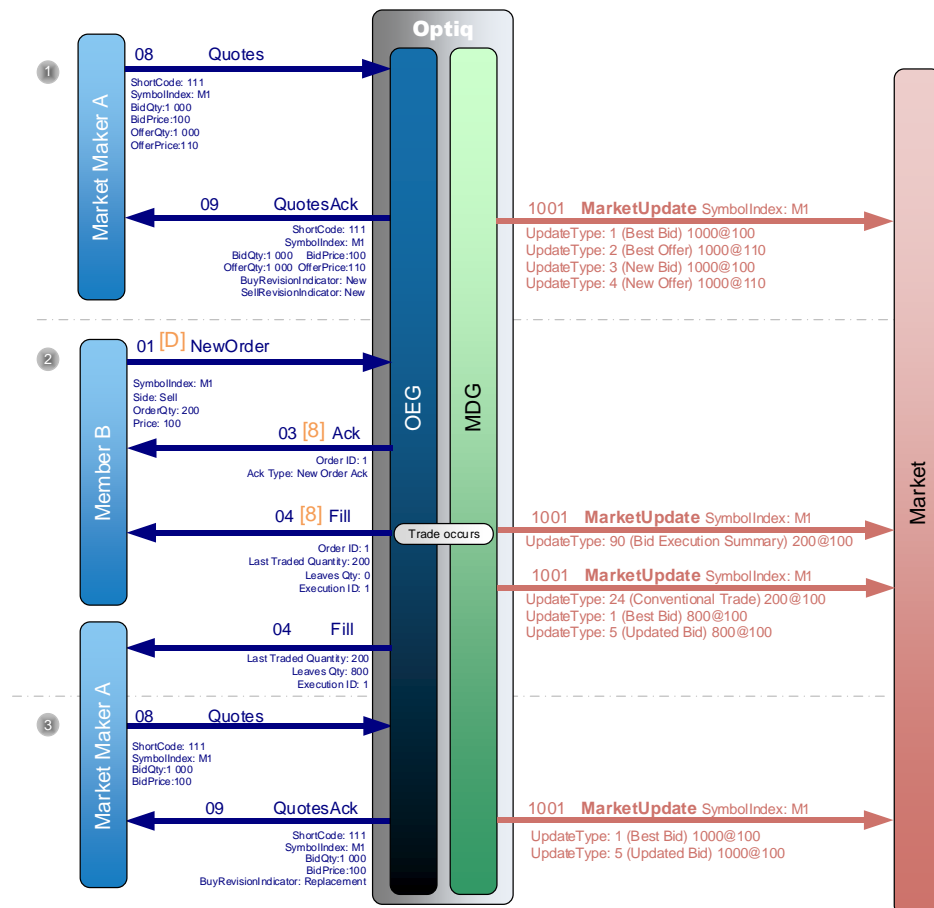 Optiq
OEG
MDG
Market
1
Market Maker A
08 Quotes
ShortCode: 111
SymbolIndex: M1
BidQty:1 000
BidPrice:100
OfferQty:1 000
OfferPrice:110
09 QuotesAck
ShortCode: 111
SymbolIndex: M1
BidQty:1 000 BidPrice:100
OfferQty:1 000 OfferPrice:110
BuyRevisionIndicator: New
SellRevisionIndicator: New
1001 MarketUpdate SymbolIndex: M1
UpdateType: 1 (Best Bid) 1000@100
UpdateType: 2 (Best Offer) 1000@110
UpdateType: 3 (New Bid) 1000@100
UpdateType: 4 (New Offer) 1000@110
2
Member B
01 [D] NewOrder
SymbolIndex: M1
Side: Sell
OrderQty: 200
Price: 100
03 [8] Ack
Order ID: 1
Ack Type: New Order Ack
04 [8] Fill
Order ID: 1
Last Traded Quantity: 200
Leaves Qty: 0
Execution ID: 1
Trade occurs
1001 MarketUpdate SymbolIndex: M1
UpdateType: 90 (Bid Execution Summary) 200@100
1001 MarketUpdate SymbolIndex: M1
UpdateType: 24 (Conventional Trade) 200@100
UpdateType: 1 (Best Bid) 800@100
UpdateType: 5 (Updated Bid) 800@100
Market Maker A
04 Fill
Last Traded Quantity: 200
Leaves Qty: 800
Execution ID: 1
3
08 Quotes
ShortCode: 111
SymbolIndex: M1
BidQty:1 000
BidPrice:100
09 QuotesAck
ShortCode: 111
SymbolIndex: M1
BidQty:1 000
BidPrice:100
BuyRevisionIndicator: Replacement
1001 MarketUpdate SymbolIndex: M1
UpdateType: 1 (Best Bid) 1000@100
UpdateType: 5 (Updated Bid) 1000@100